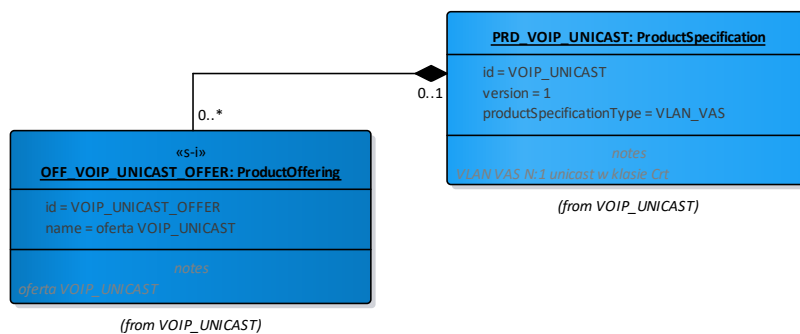 PRD_VOIP_UNICAST: ProductSpecification
id = VOIP_UNICAST
version = 1
productSpecificationType = VLAN_VAS
notes
VLAN VAS N:1 unicast w klasie Crt
(from VOIP_UNICAST)
0..1
0..*
«s-i»
OFF_VOIP_UNICAST_OFFER: ProductOffering
id = VOIP_UNICAST_OFFER
name = oferta VOIP_UNICAST
notes
oferta VOIP_UNICAST
(from VOIP_UNICAST)